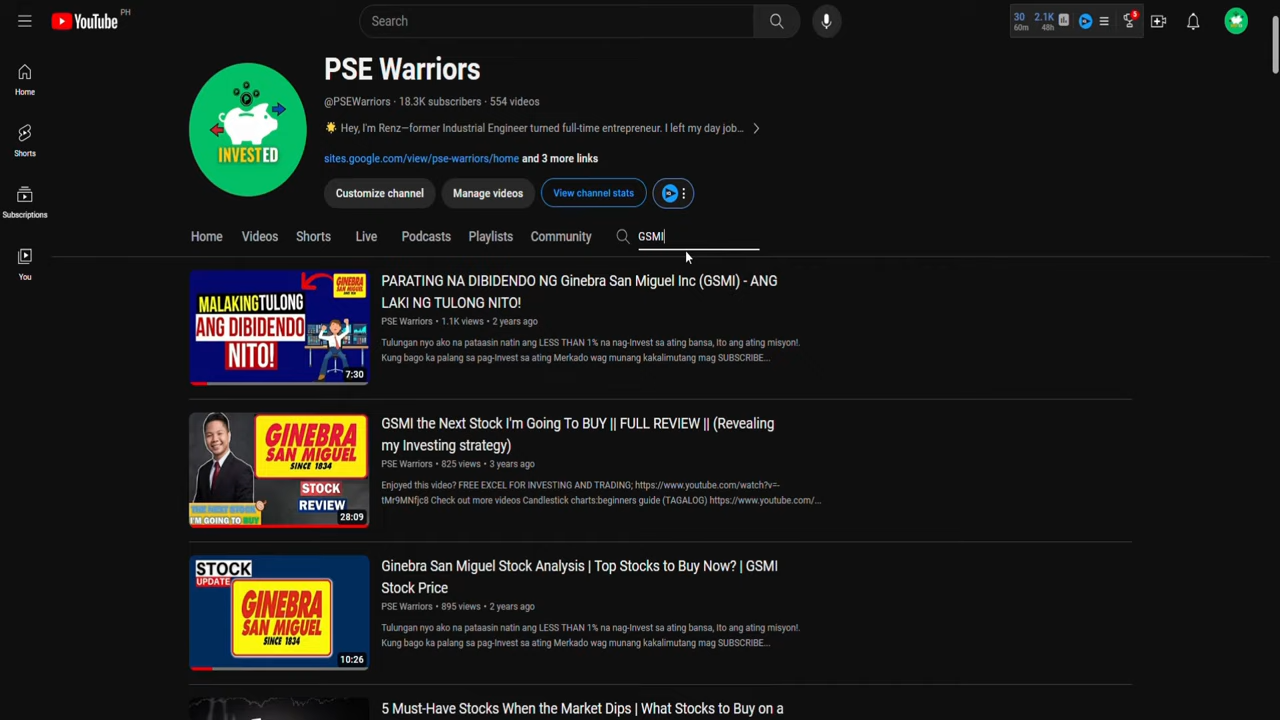 PH
YouTube
Search
30
60m
2.1K
48h
5
Home
Shorts
Subscriptions
You
INVESTED
PSE Warriors
@PSEWarriors • 18.3K subscribers • 554 videos
🌟 Hey, I'm Renz—former Industrial Engineer turned full-time entrepreneur. I left my day job...
sites.google.com/view/pse-warriors/home and 3 more links
Customize channel
Manage videos
View channel stats
Home
Videos
Shorts
Live
Podcasts
Playlists
Community
GSMI
MALAKING TULONG
ANG DIBIDENDO
NITO!
GINEBRA
SAN MIGUEL
7:30
PARATING NA DIBIDENDO NG Ginebra San Miguel Inc (GSMI) - ANG
LAKI NG TULONG NITO!
PSE Warriors • 1.1K views • 2 years ago
Tulungan nyo ako na pataasin natin ang LESS THAN 1% na nag-Invest sa ating bansa, Ito ang ating misyon!.
Kung bago ka palang sa pag-Invest sa ating Merkado wag munang kakalimutang mag SUBSCRIBE...
GINEBRA
SAN MIGUEL
SINCE 1834
STOCK
REVIEW
THE NEXT STOCK
I'M GOING TO BUY
28:09
GSMI the Next Stock I'm Going To BUY || FULL REVIEW || (Revealing
my Investing strategy)
PSE Warriors • 825 views • 3 years ago
Enjoyed this video? FREE EXCEL FOR INVESTING AND TRADING; https://www.youtube.com/watch?v=-
tMr9MNfjc8 Check out more videos Candlestick charts:beginners guide (TAGALOG) https://www.youtube.com/...
STOCK
UPDATE
GINEBRA
SAN MIGUEL
SINCE 1834
10:26
Ginebra San Miguel Stock Analysis | Top Stocks to Buy Now? | GSMI
Stock Price
PSE Warriors • 895 views • 2 years ago
Tulungan nyo ako na pataasin natin ang LESS THAN 1% na nag-Invest sa ating bansa, Ito ang ating misyon!.
Kung bago ka palang sa pag-Invest sa ating Merkado wag munang kakalimutang mag SUBSCRIBE...
5 Must-Have Stocks When the Market Dips | What Stocks to Buy on a